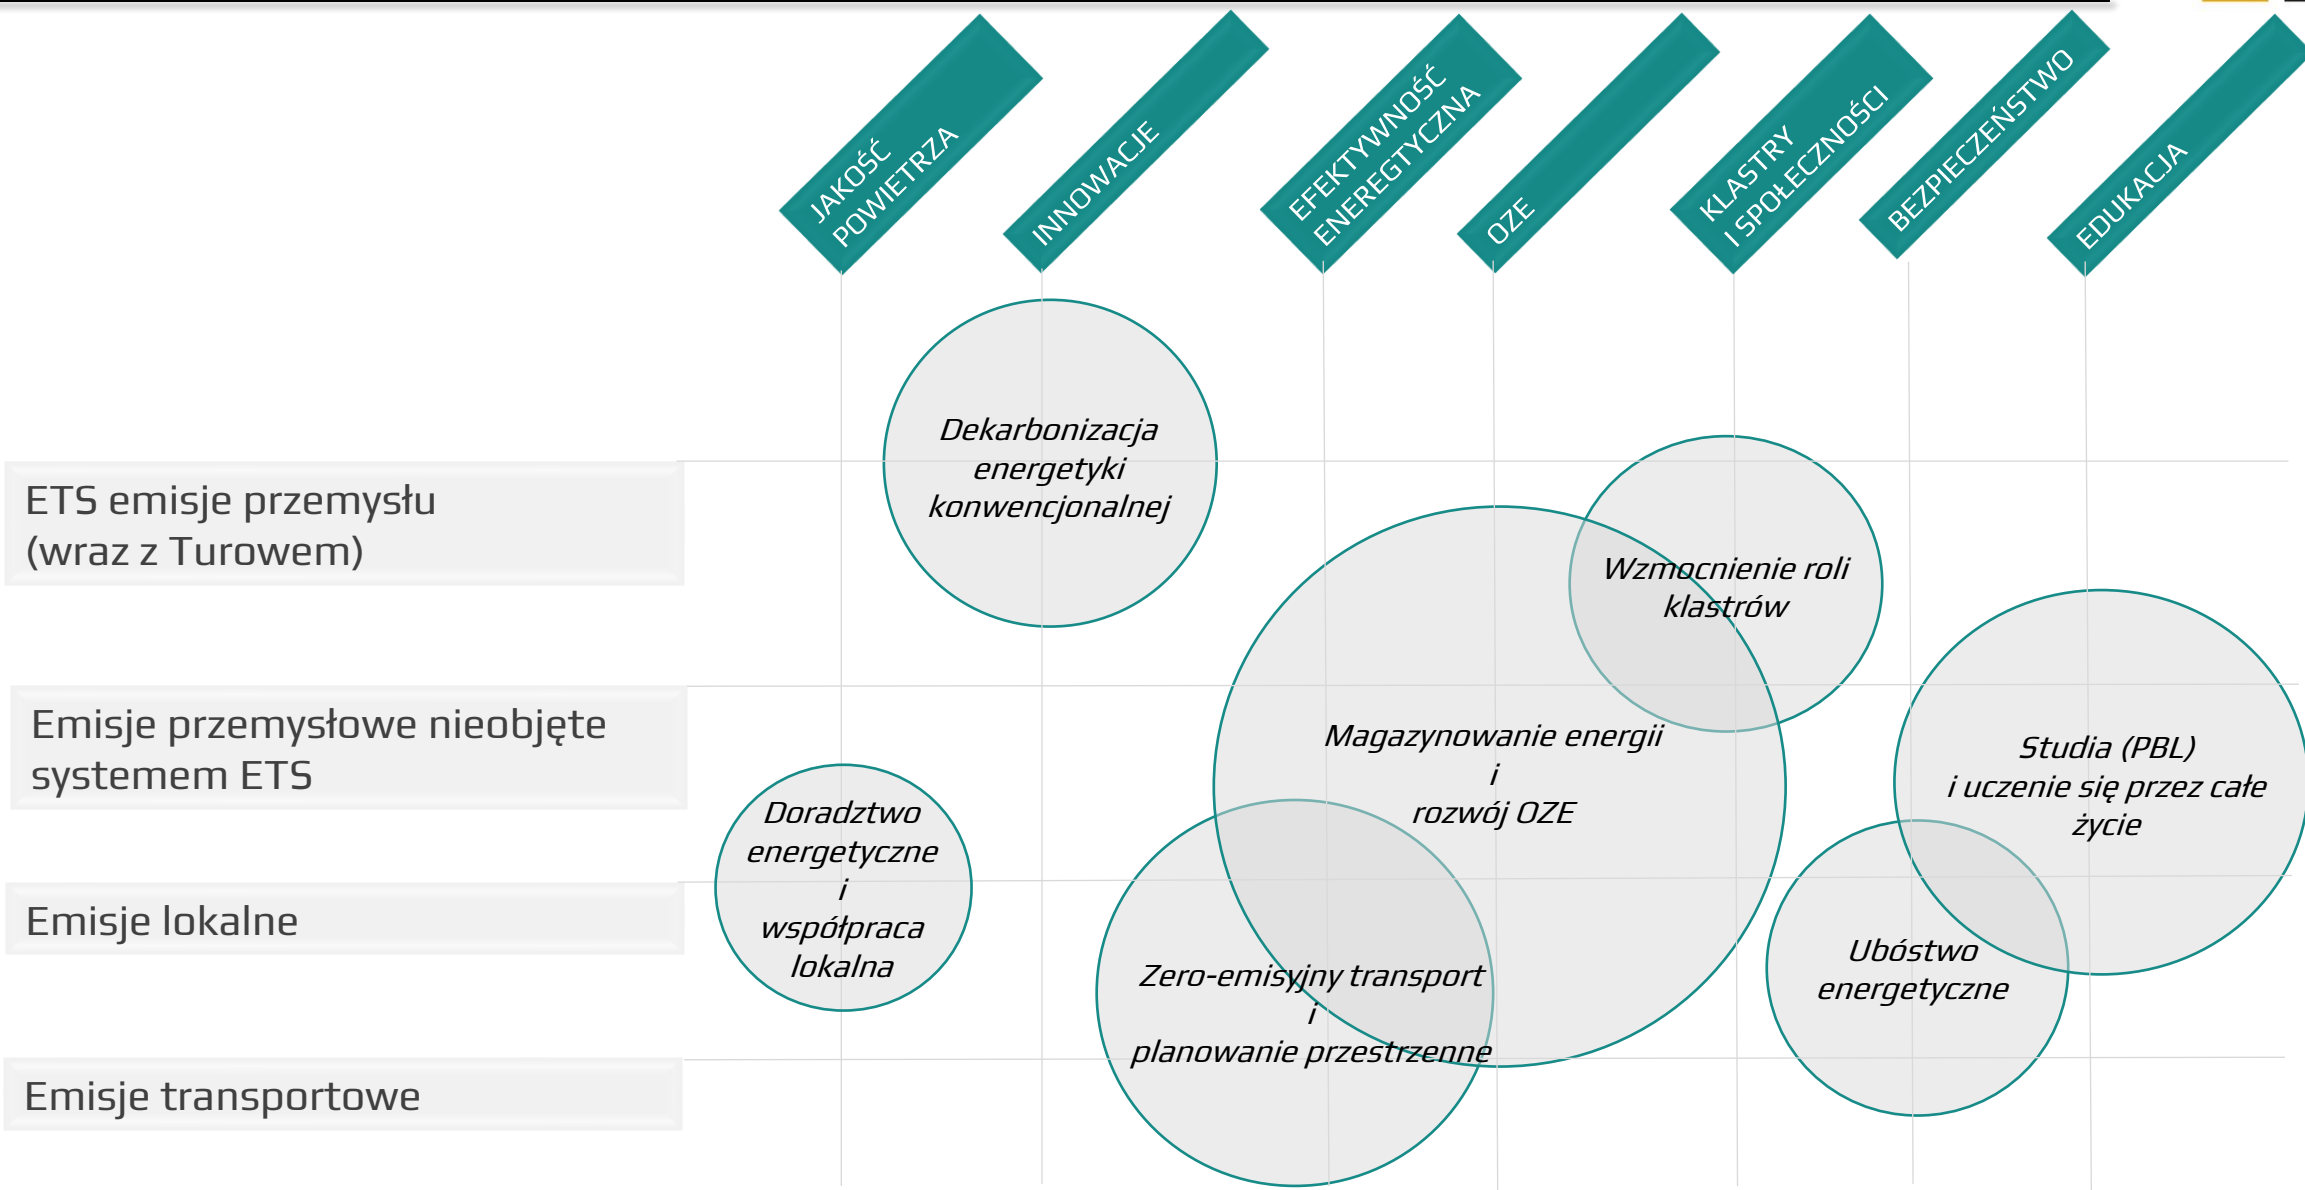 JAKOŚĆ
POWIETRZA
INNOWACJE
EFEKTYWNOŚĆ
ENEREGTYCZNA
OZE
KLASTRY
I SPOŁECZNOŚCI
BEZPIECZEŃSTWO
EDUKACJA
Dekarbonizacja
energetyki
konwencjonalnej
ETS emisje przemysłu
(wraz z Turowem)
Wzmocnienie roli
klastrów
Emisje przemysłowe nieobjęte
systemem ETS
Magazynowanie energii
i
rozwój OZE
Studia (PBL)
i uczenie się przez całe
życie
Doradztwo
energetyczne
i
współpraca
lokalna
Emisje lokalne
Zero-emisyjny transport
i
planowanie przestrzenne
Ubóstwo
energetyczne
Emisje transportowe